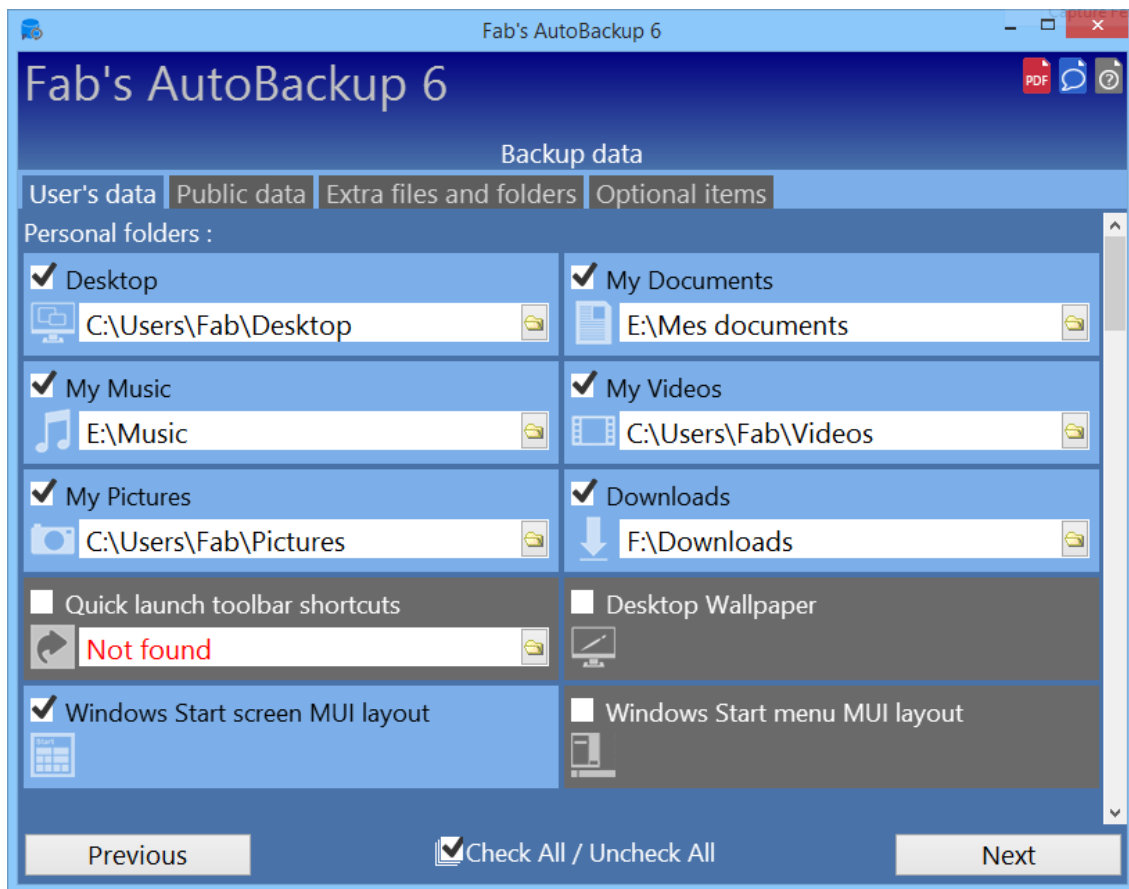 Capture Fe
Fab's AutoBackup 6
Fab's AutoBackup 6
PDF
Backup data
User's data Public data Extra files and folders Optional items
Personal folders :
Desktop My Documents
C:\Users\Fab\Desktop E:\Mes documents
My Music My Videos
E:\Music C:\Users\Fab\Videos
My Pictures Downloads
C:\Users\Fab\Pictures F:\Downloads
Quick launch toolbar shortcuts Desktop Wallpaper
Not found
Windows Start screen MUI layout Windows Start menu MUI layout
Start
Previous Check All / Uncheck All Next